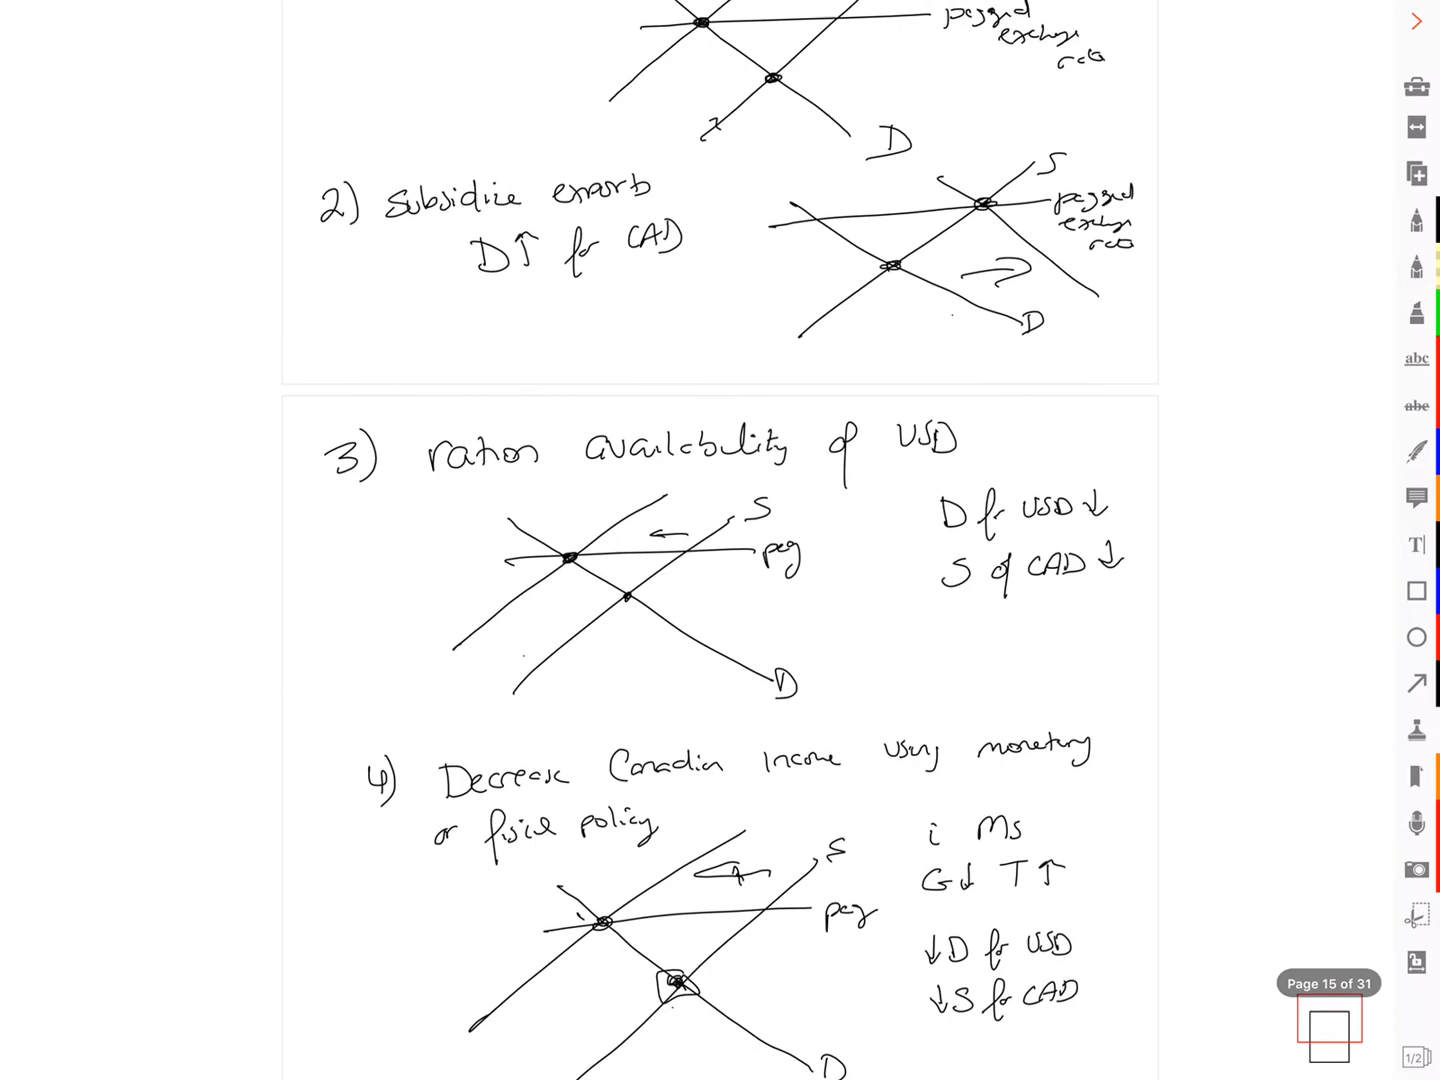 pegged
exchange
rate
D
2) Subsidize exports
D↑ for CAD
S
pegged
exchange
rate
D
3) ration availability of USD
S
peg
D
D for USD ↓
S of CAD ↓
4) Decrease Canadian Income using monetary
or fiscal policy
S
peg
D
i Ms
G↓ T↑
↓D for USD
↓S for CAD
abc
abc
T
Page 15 of 31
1/2